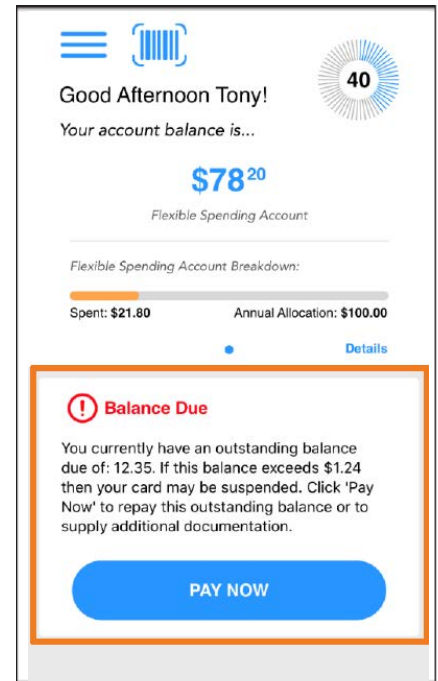 40
Good Afternoon Tony!
Your account balance is...
$78²⁰
Flexible Spending Account
Flexible Spending Account Breakdown:
Spent: $21.80 Annual Allocation: $100.00
Details
! Balance Due
You currently have an outstanding balance
due of: 12.35. If this balance exceeds $1.24
then your card may be suspended. Click 'Pay
Now' to repay this outstanding balance or to
supply additional documentation.
PAY NOW